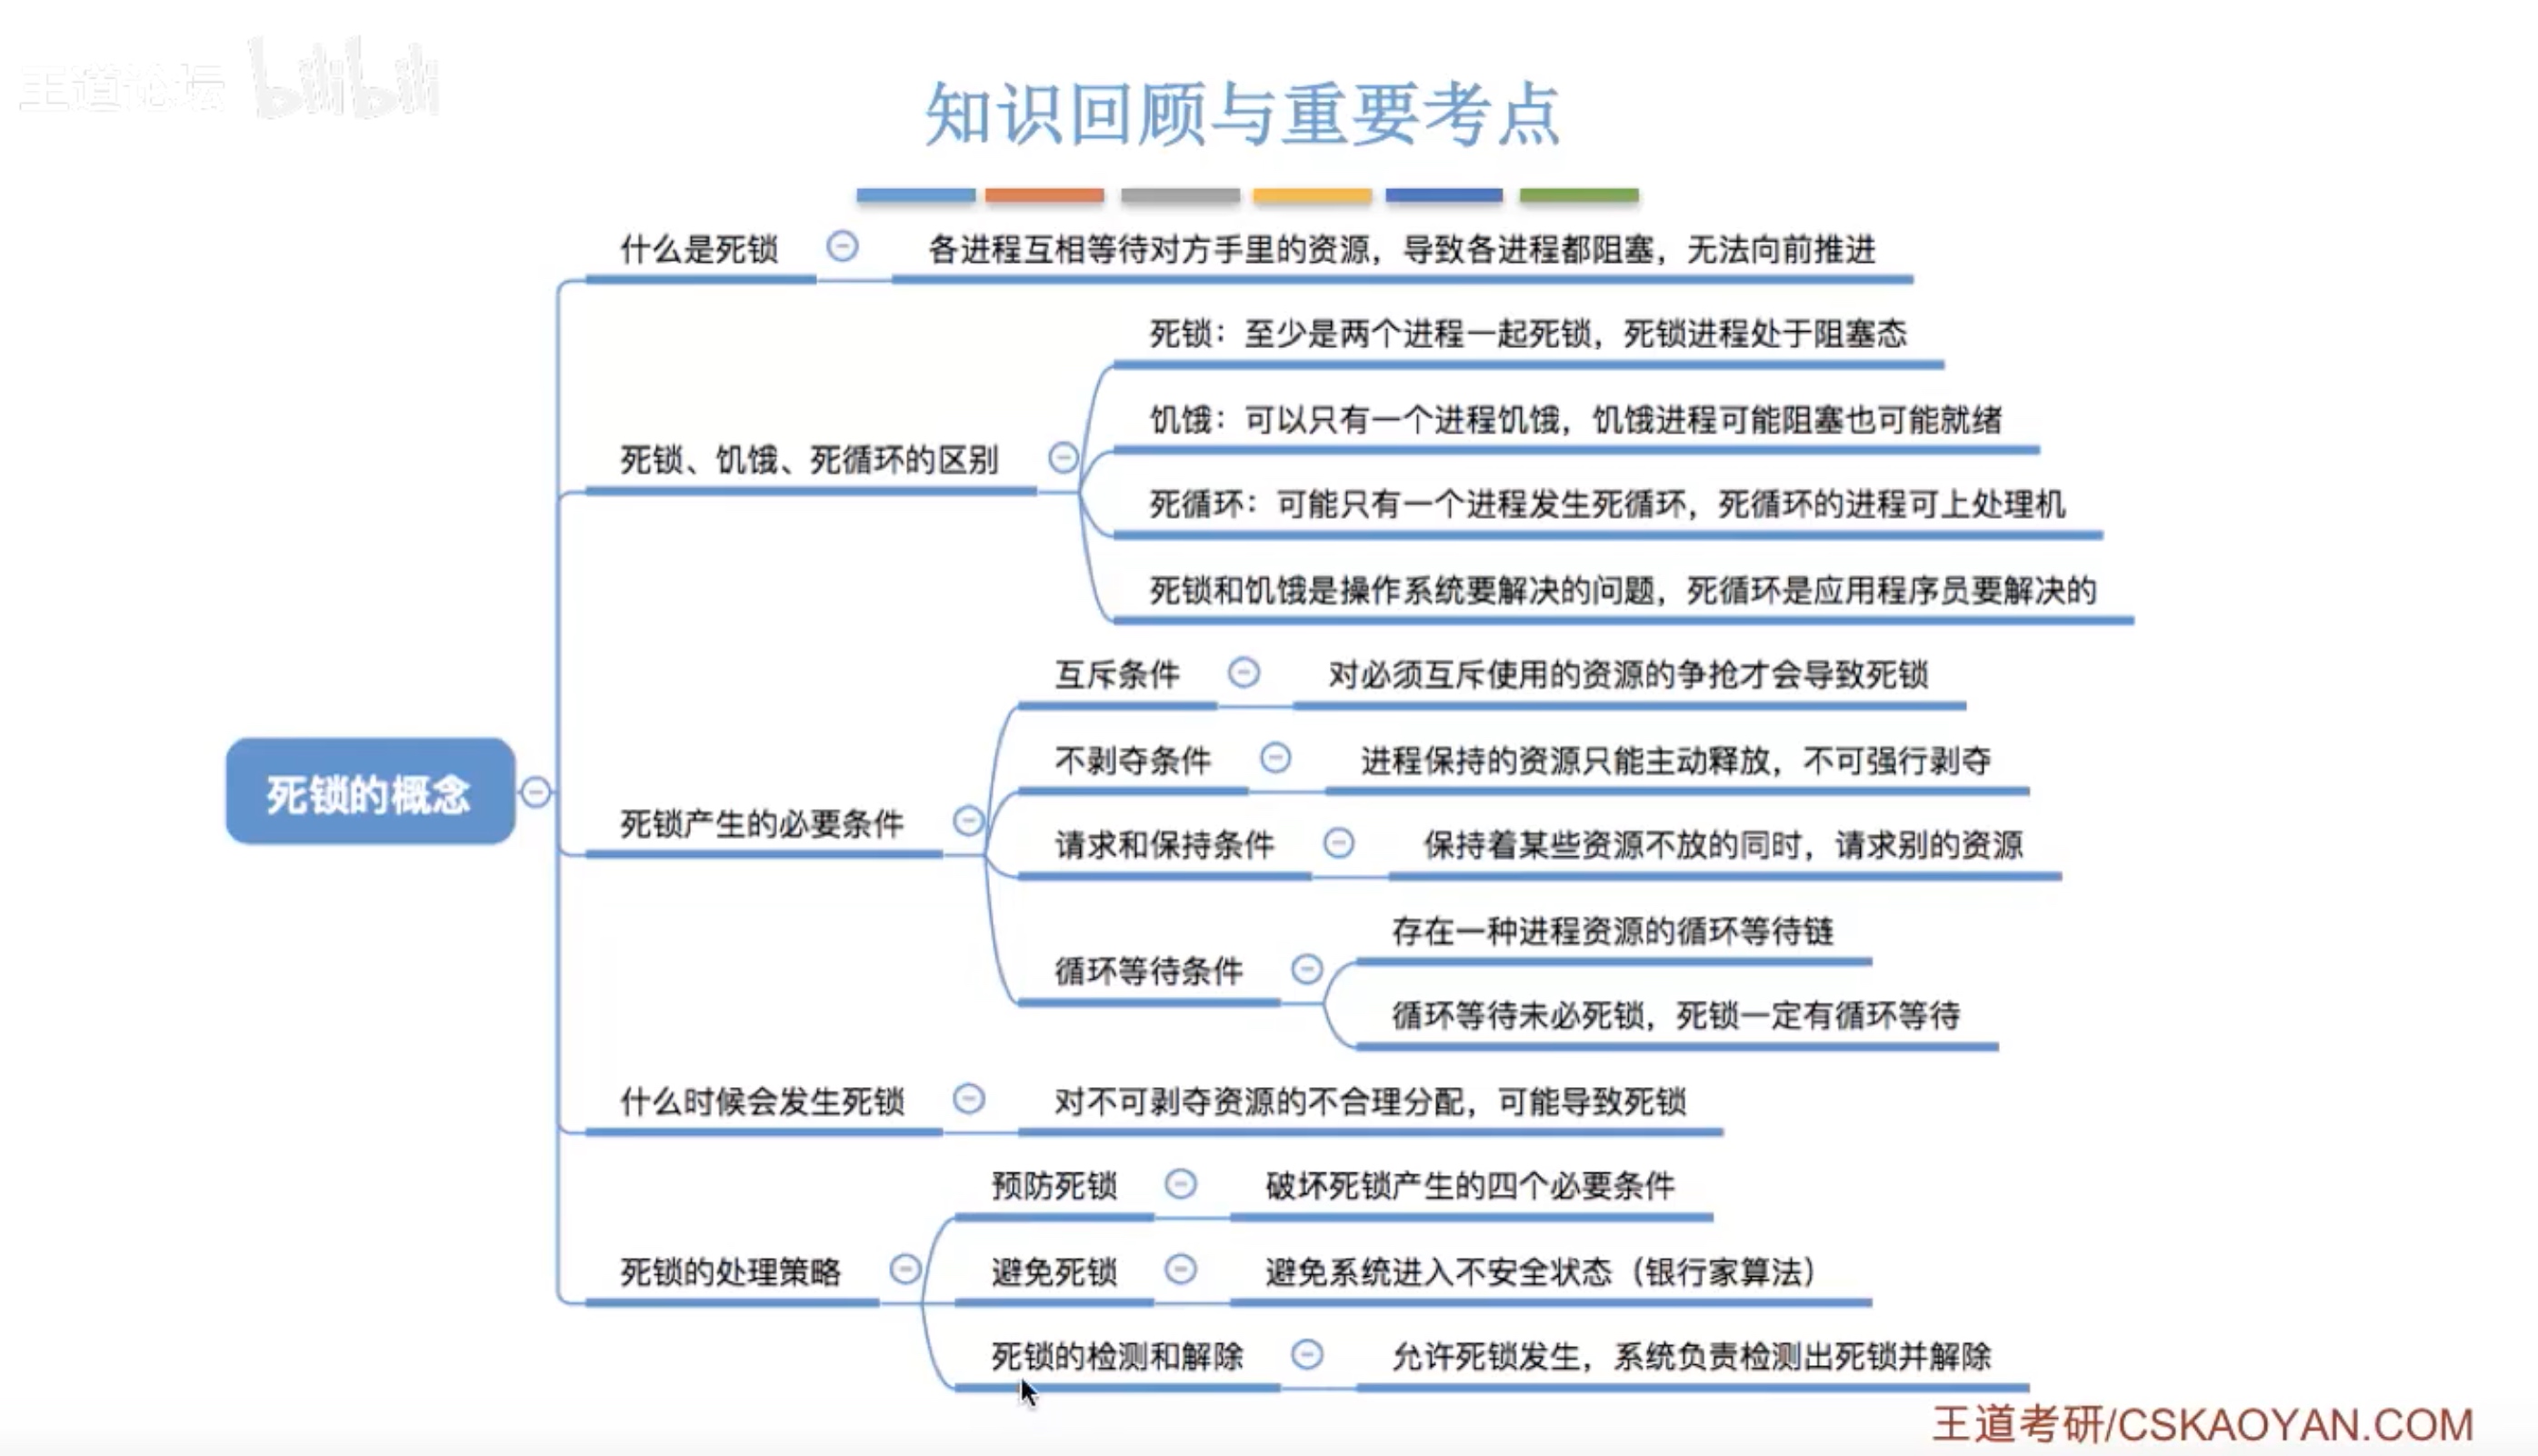 王道论坛 bilibili
知识回顾与重要考点
什么是死锁
各进程互相等待对方手里的资源，导致各进程都阻塞，无法向前推进
死锁、饥饿、死循环的区别
死锁：至少是两个进程一起死锁，死锁进程处于阻塞态
饥饿：可以只有一个进程饥饿，饥饿进程可能阻塞也可能就绪
死循环：可能只有一个进程发生死循环，死循环的进程可上处理机
死锁和饥饿是操作系统要解决的问题，死循环是应用程序员要解决的
死锁的概念
死锁产生的必要条件
互斥条件
对必须互斥使用的资源的争抢才会导致死锁
不剥夺条件
进程保持的资源只能主动释放，不可强行剥夺
请求和保持条件
保持着某些资源不放的同时，请求别的资源
循环等待条件
存在一种进程资源的循环等待链
循环等待未必死锁，死锁一定有循环等待
什么时候会发生死锁
对不可剥夺资源的不合理分配，可能导致死锁
死锁的处理策略
预防死锁
破坏死锁产生的四个必要条件
避免死锁
避免系统进入不安全状态（银行家算法）
死锁的检测和解除
允许死锁发生，系统负责检测出死锁并解除
王道考研/CSKAOYAN.COM